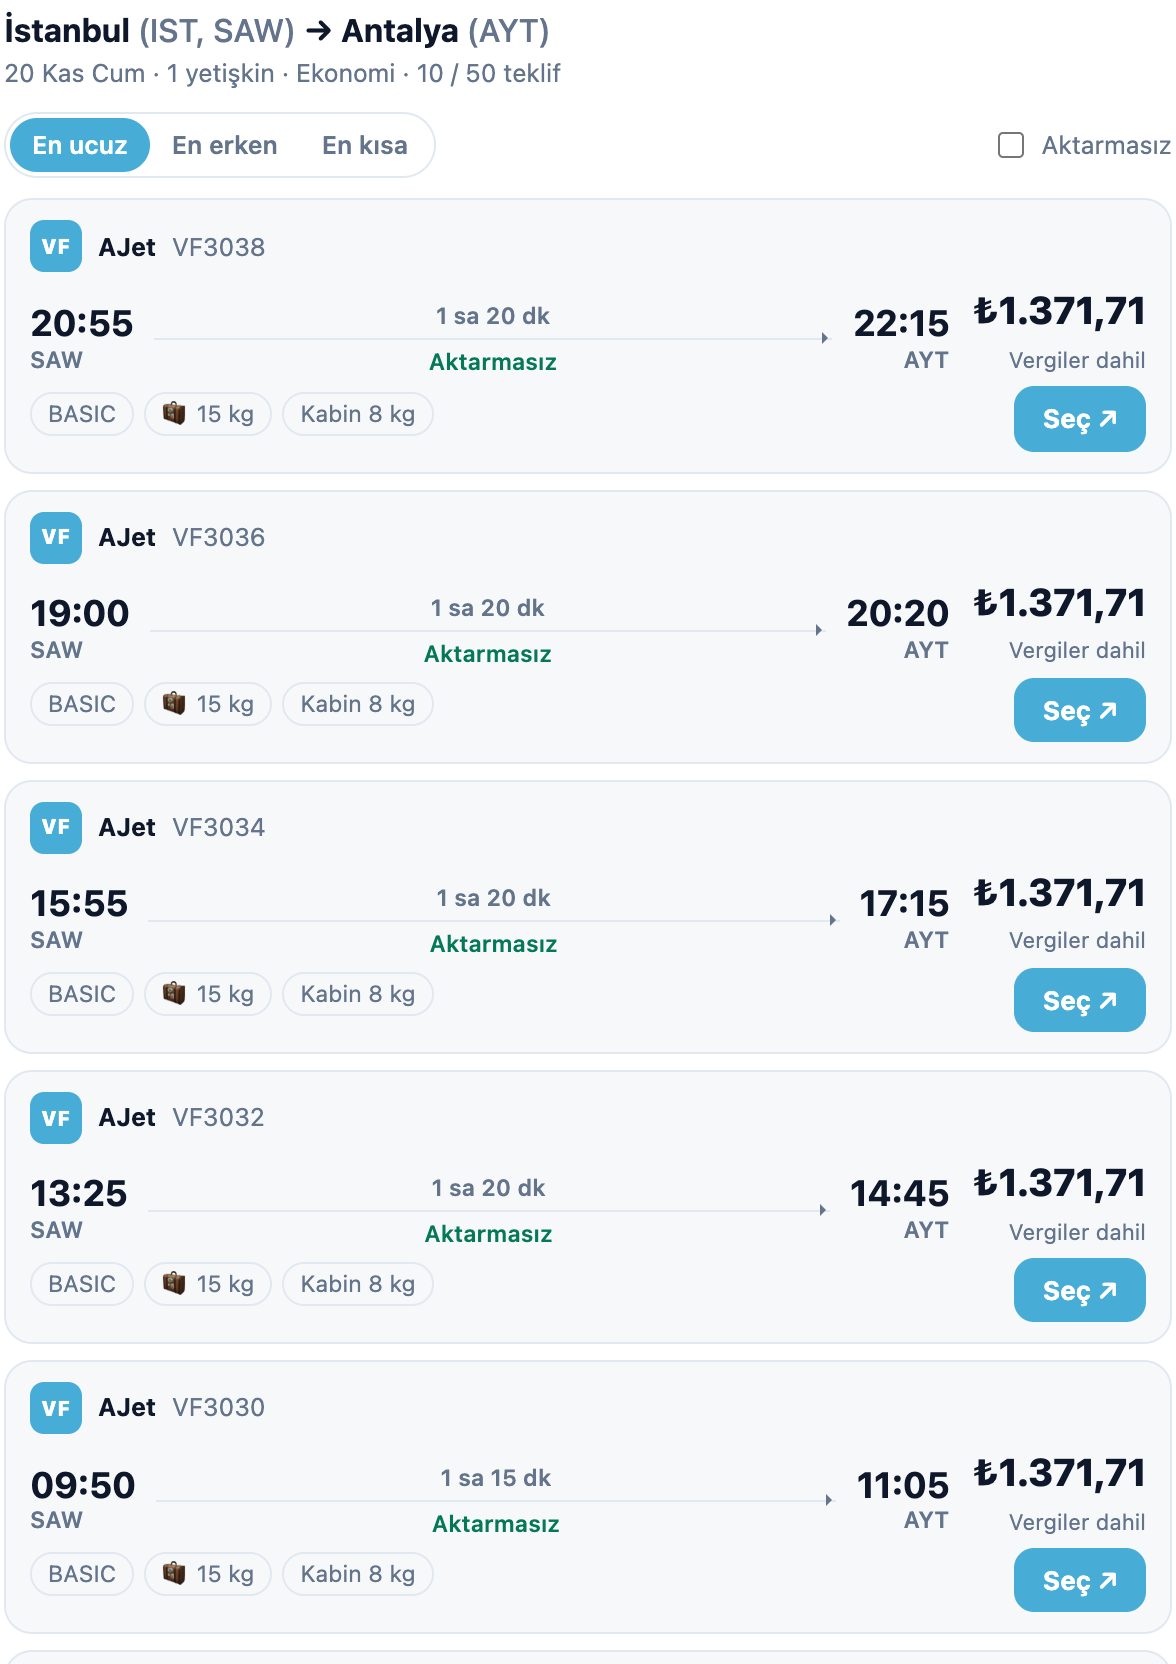 İstanbul (IST, SAW) → Antalya (AYT)
20 Kas Cum · 1 yetişkin · Ekonomi · 10 / 50 teklif
En ucuz En erken En kısa Aktarmasız
VF AJet VF3038
20:55 1 sa 20 dk 22:15 ₺1.371,71
SAW Aktarmasız AYT Vergiler dahil
BASIC 15 kg Kabin 8 kg Seç ↗
VF AJet VF3036
19:00 1 sa 20 dk 20:20 ₺1.371,71
SAW Aktarmasız AYT Vergiler dahil
BASIC 15 kg Kabin 8 kg Seç ↗
VF AJet VF3034
15:55 1 sa 20 dk 17:15 ₺1.371,71
SAW Aktarmasız AYT Vergiler dahil
BASIC 15 kg Kabin 8 kg Seç ↗
VF AJet VF3032
13:25 1 sa 20 dk 14:45 ₺1.371,71
SAW Aktarmasız AYT Vergiler dahil
BASIC 15 kg Kabin 8 kg Seç ↗
VF AJet VF3030
09:50 1 sa 15 dk 11:05 ₺1.371,71
SAW Aktarmasız AYT Vergiler dahil
BASIC 15 kg Kabin 8 kg Seç ↗